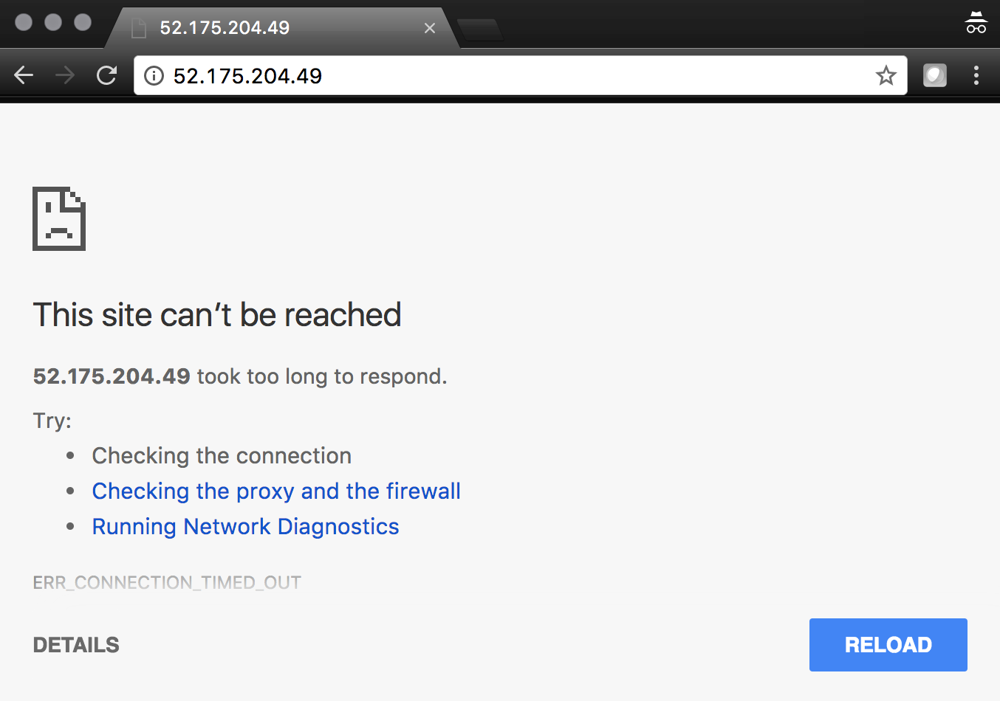 52.175.204.49
52.175.204.49
This site can’t be reached
52.175.204.49 took too long to respond.
Try:
• Checking the connection
• Checking the proxy and the firewall
• Running Network Diagnostics
ERR_CONNECTION_TIMED_OUT
DETAILS
RELOAD